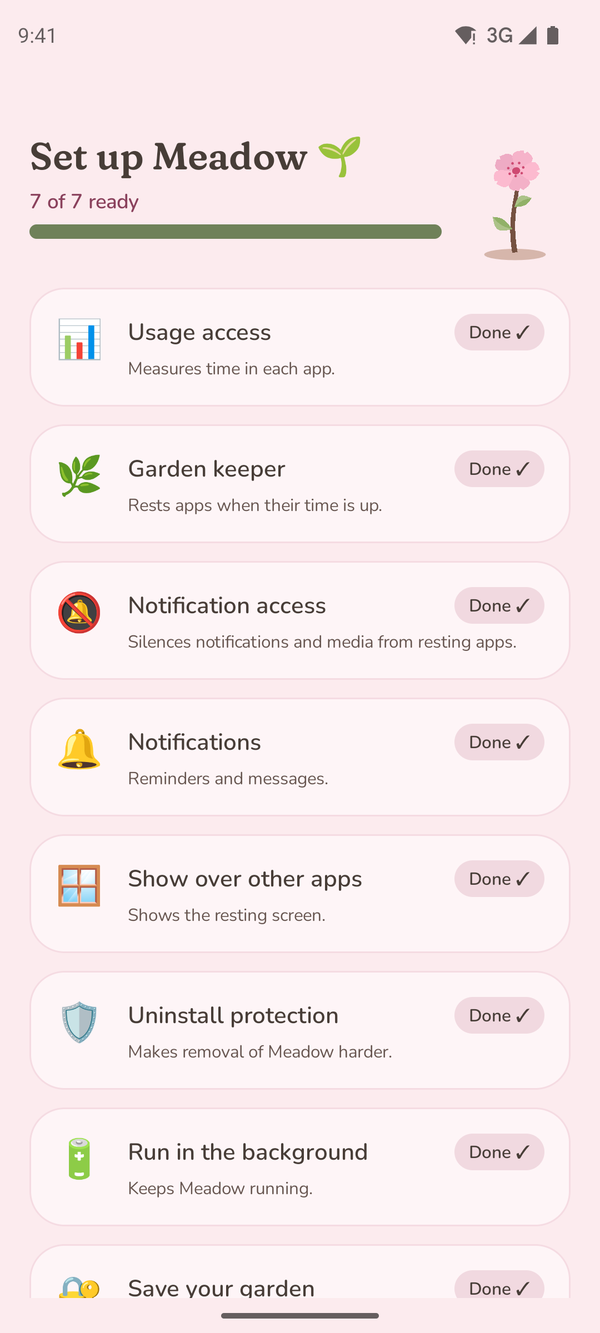 9:41
3G
Set up Meadow 🌱
7 of 7 ready
Usage access
Done ✓
Measures time in each app.
Garden keeper
Done ✓
Rests apps when their time is up.
Notification access
Done ✓
Silences notifications and media from resting apps.
Notifications
Done ✓
Reminders and messages.
Show over other apps
Done ✓
Shows the resting screen.
Uninstall protection
Done ✓
Makes removal of Meadow harder.
Run in the background
Done ✓
Keeps Meadow running.
Save your garden
Done ✓